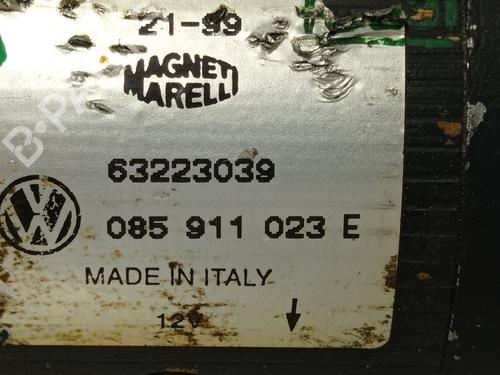 21-99
MAGNETI
MARELLI
63223039
085 911 023 E
MADE IN ITALY
12V